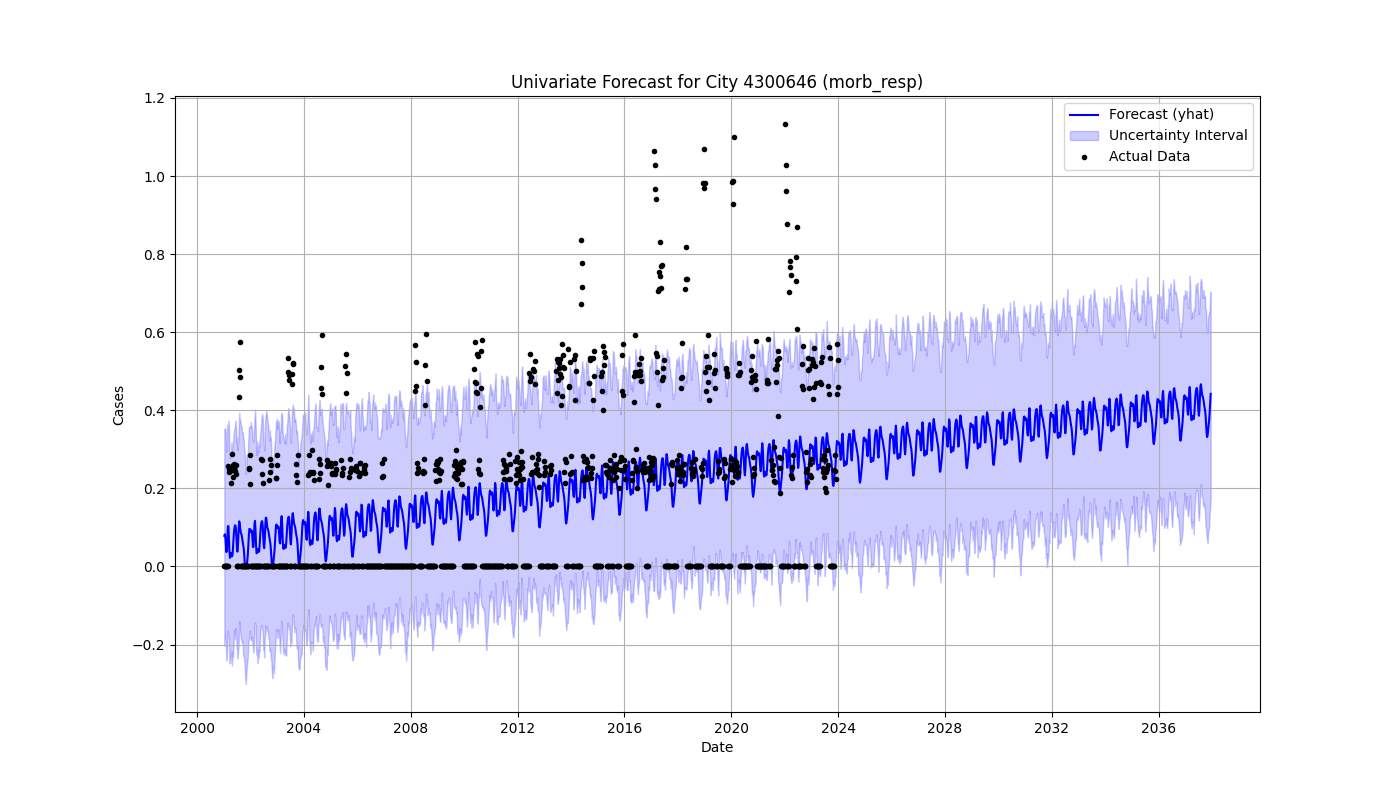 Univariate Forecast for City 4300646 (morb_resp)
Forecast (yhat)
Uncertainty Interval
Actual Data
Cases
1.2
1.0
0.8
0.6
0.4
0.2
0.0
−0.2
2000 2004 2008 2012 2016 2020 2024 2028 2032 2036
Date